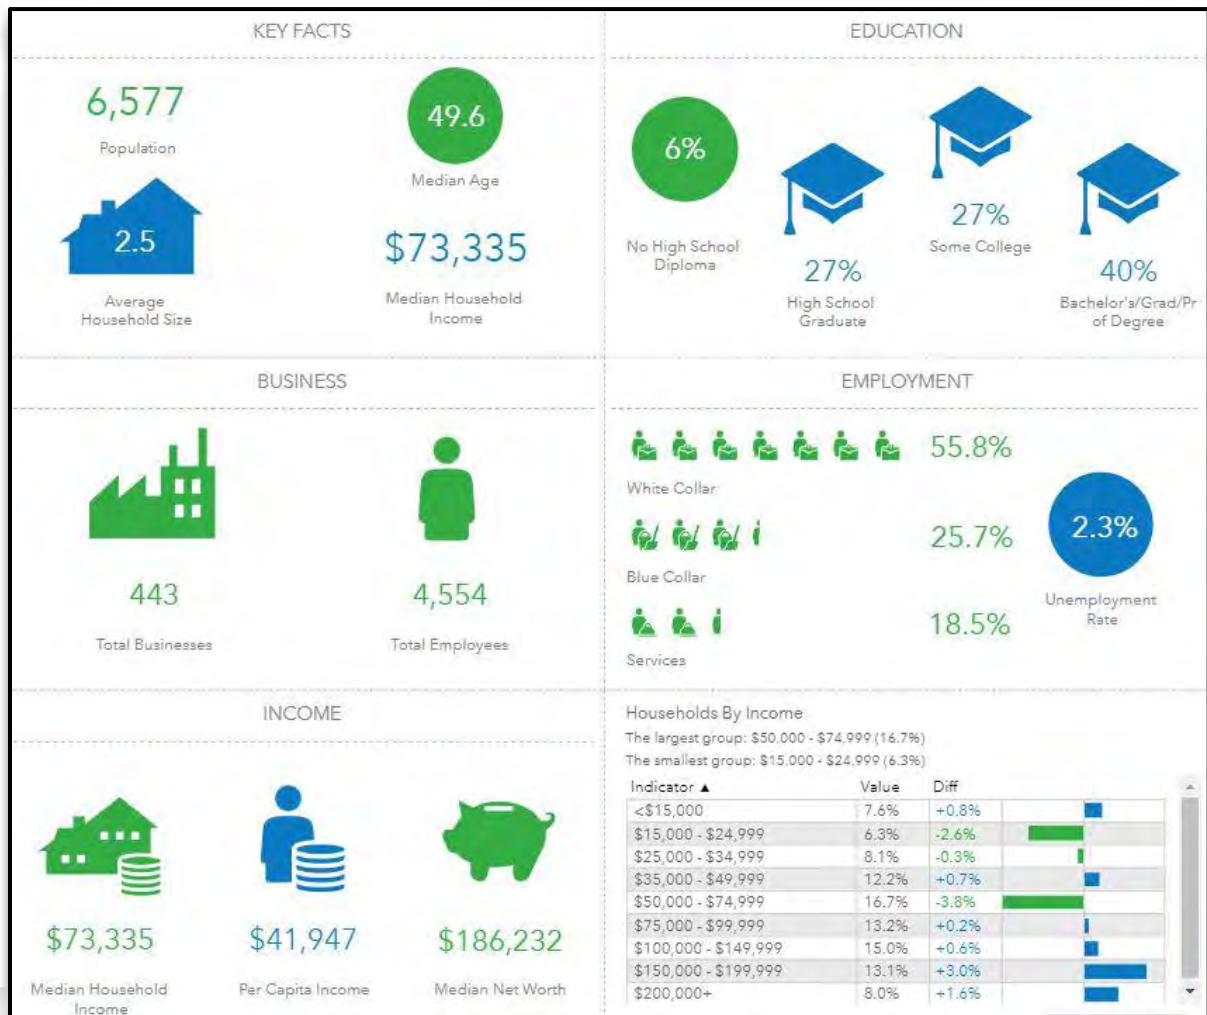 KEY FACTS
6,577
Population
49.6
Median Age
2.5
Average
Household Size
$73,335
Median Household
Income
EDUCATION
6%
No High School
Diploma
27%
High School
Graduate
27%
Some College
40%
Bachelor's/Grad/Pr
of Degree
BUSINESS
443
Total Businesses
4,554
Total Employees
EMPLOYMENT
55.8%
White Collar
25.7%
Blue Collar
18.5%
Services
2.3%
Unemployment
Rate
INCOME
$73,335
Median Household
Income
$41,947
Per Capita Income
$186,232
Median Net Worth
Households By Income
The largest group: $50,000 - $74,999 (16.7%)
The smallest group: $15,000 - $24,999 (6.3%)
Indicator ▲ Value Diff
<$15,000 7.6% +0.8%
$15,000 - $24,999 6.3% -2.6%
$25,000 - $34,999 8.1% -0.3%
$35,000 - $49,999 12.2% +0.7%
$50,000 - $74,999 16.7% -3.8%
$75,000 - $99,999 13.2% +0.2%
$100,000 - $149,999 15.0% +0.6%
$150,000 - $199,999 13.1% +3.0%
$200,000+ 8.0% +1.6%